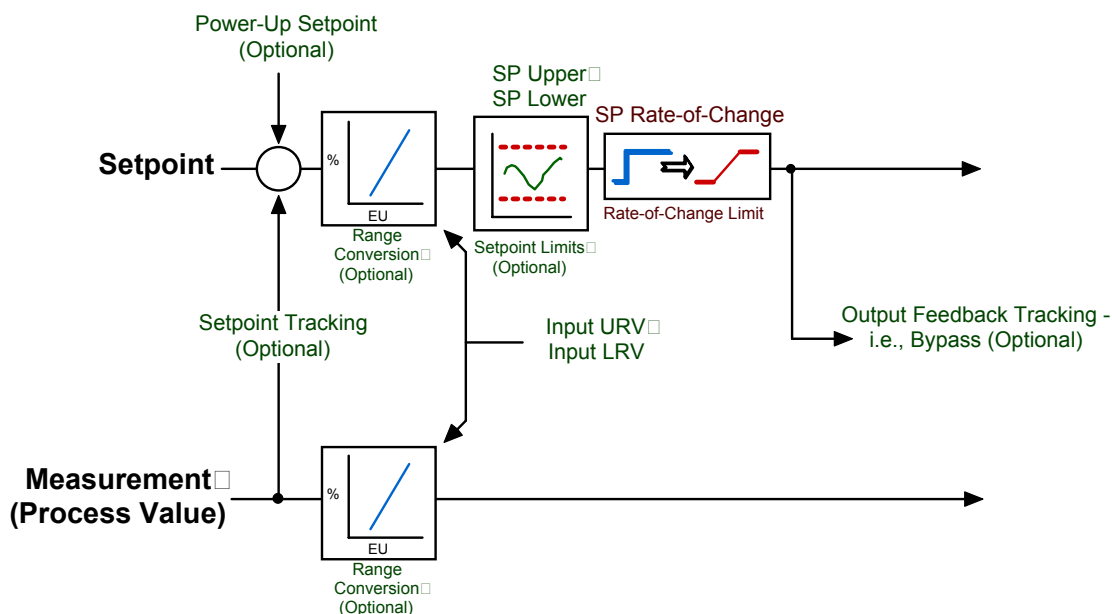 Power-Up Setpoint
(Optional)
SP Upper
SP Lower
SP Rate-of-Change
Setpoint
%
EU
Range
Conversion
(Optional)
Setpoint Limits
(Optional)
Rate-of-Change Limit
Setpoint Tracking
(Optional)
Input URV
Input LRV
Output Feedback Tracking -
i.e., Bypass (Optional)
Measurement
(Process Value)
%
EU
Range
Conversion
(Optional)